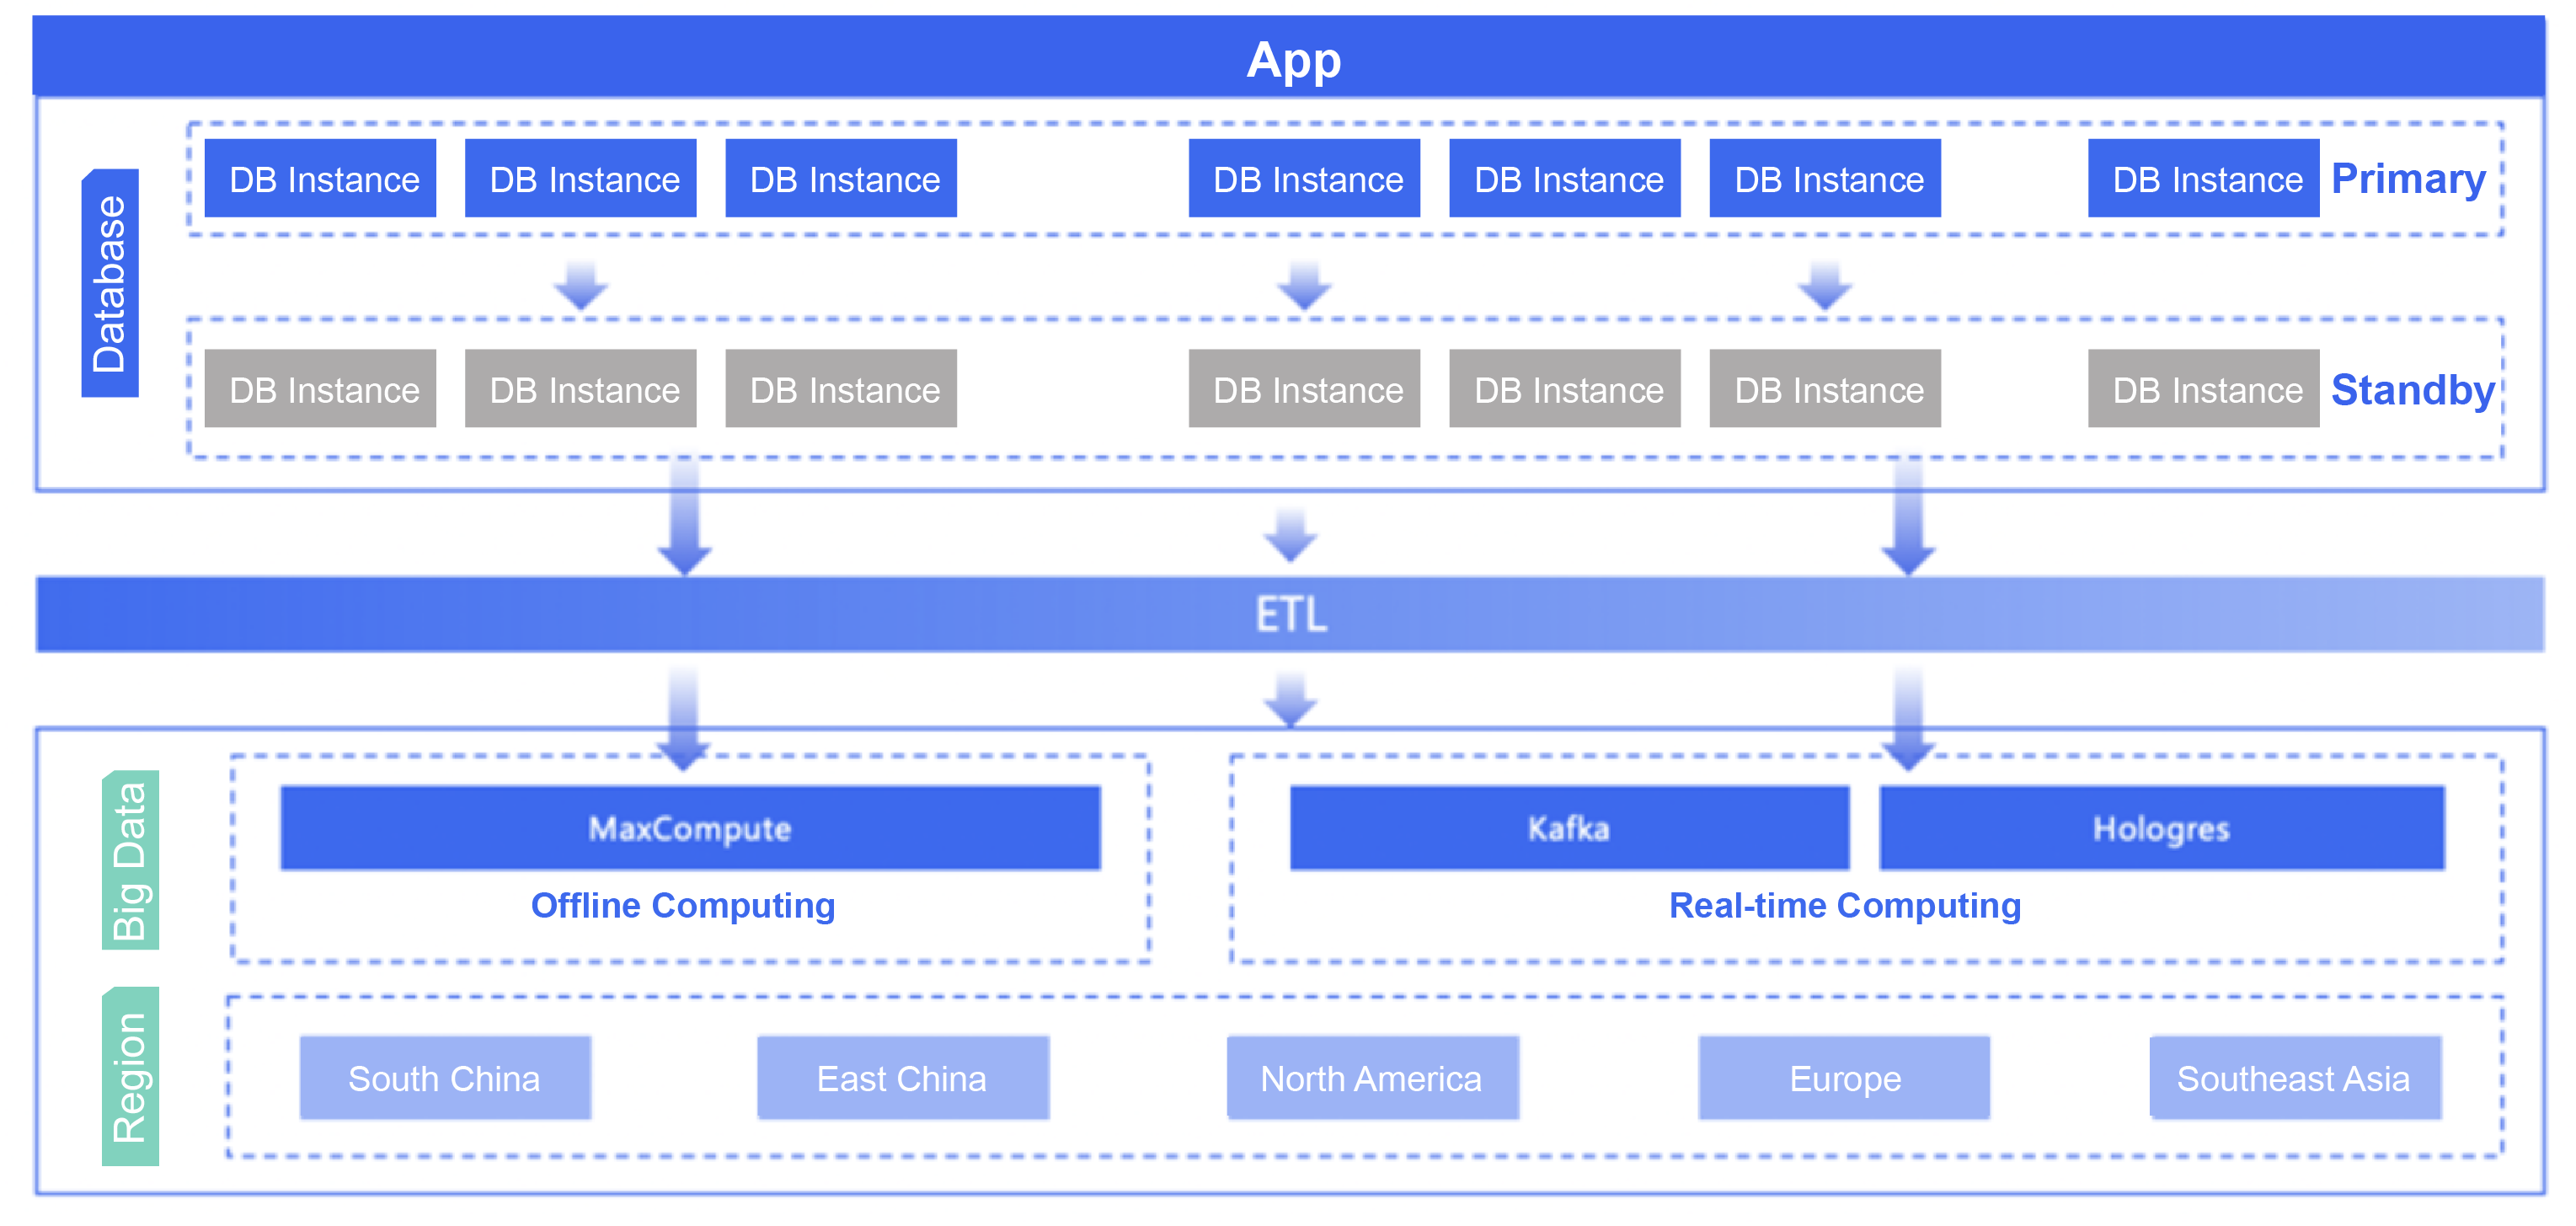 App
Database
DB Instance DB Instance DB Instance DB Instance DB Instance DB Instance DB Instance Primary
DB Instance DB Instance DB Instance DB Instance DB Instance DB Instance DB Instance Standby
ETL
Big Data
MaxCompute
Offline Computing
Kafka Hologres
Real-time Computing
Region
South China East China North America Europe Southeast Asia